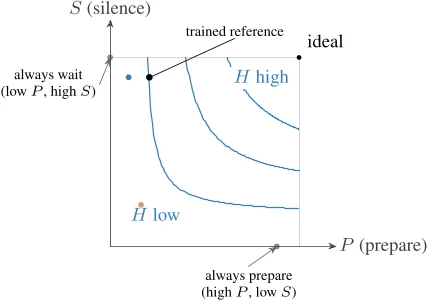 S (silence)
trained reference
ideal
always wait
(low P, high S)
H high
H low
P (prepare)
always prepare
(high P, low S)